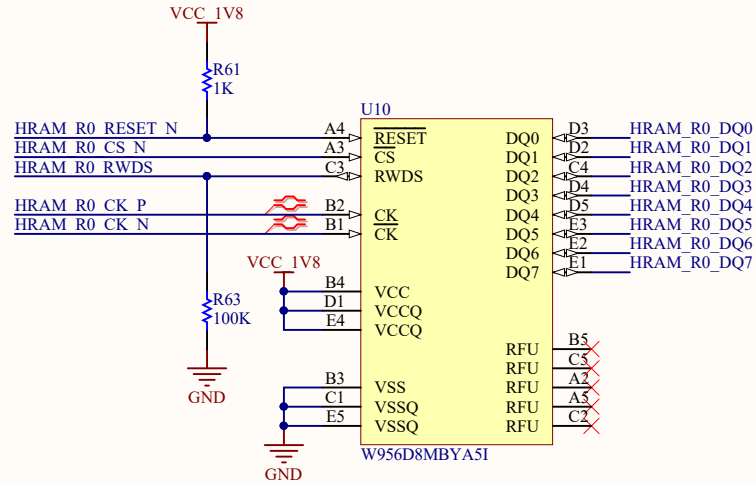 VCC_1V8
R61
1K
U10
HRAM_R0_RESET_N A4 RESET DQ0 D3 HRAM_R0_DQ0
HRAM_R0_CS_N A3 CS DQ1 D2 HRAM_R0_DQ1
HRAM_R0_RWDS C3 RWDS DQ2 C4 HRAM_R0_DQ2
DQ3 D4 HRAM_R0_DQ3
HRAM_R0_CK_P B2 CK DQ4 D5 HRAM_R0_DQ4
HRAM_R0_CK_N B1 CK DQ5 E3 HRAM_R0_DQ5
DQ6 E2 HRAM_R0_DQ6
VCC_1V8 DQ7 E1 HRAM_R0_DQ7
B4 VCC
R63 D1 VCCQ
100K E4 VCCQ
RFU B5
RFU C5
GND B3 VSS RFU A2
C1 VSSQ RFU A5
E5 VSSQ RFU C2
GND
W956D8MBYA5I